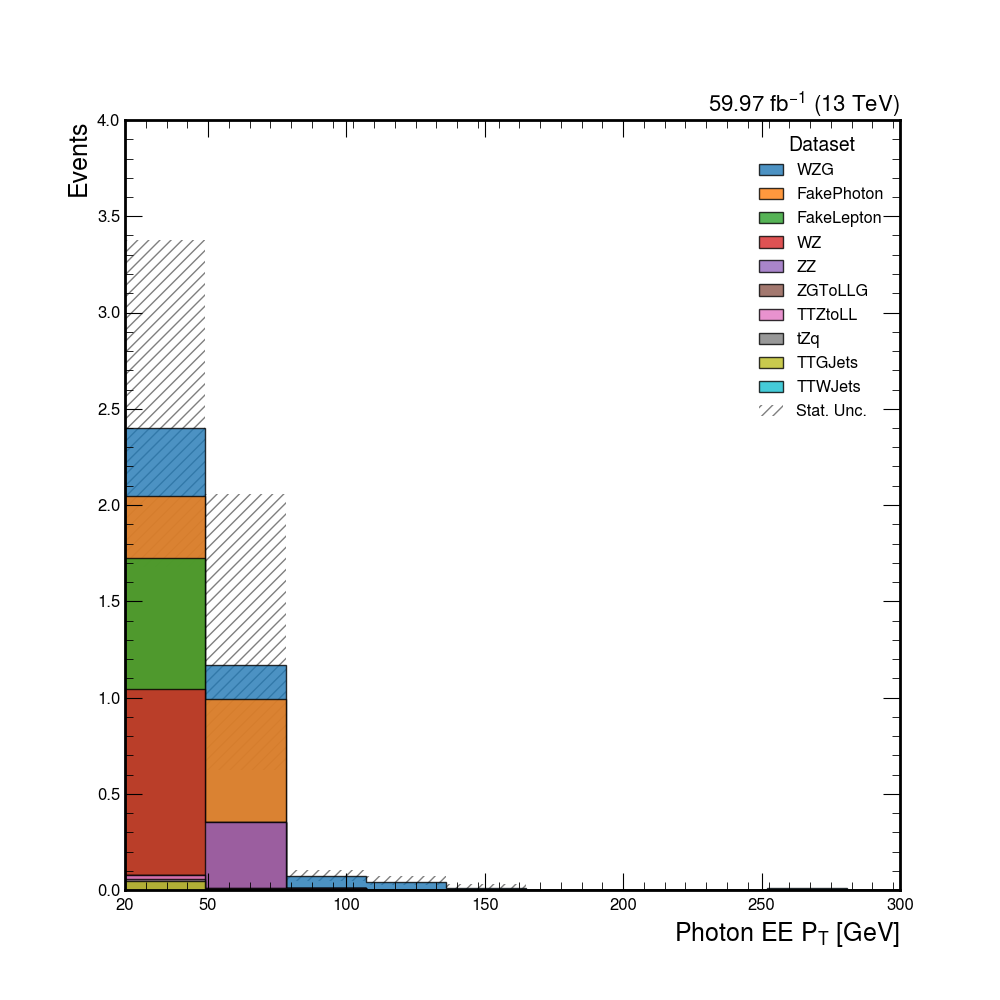 59.97 fb⁻¹ (13 TeV)
Events
4.0
3.5
3.0
2.5
2.0
1.5
1.0
0.5
0.0
Dataset
WZG
FakePhoton
FakeLepton
WZ
ZZ
ZGToLLG
TTZtoLL
tZq
TTGJets
TTWJets
Stat. Unc.
20 50 100 150 200 250 300
Photon EE P_T [GeV]